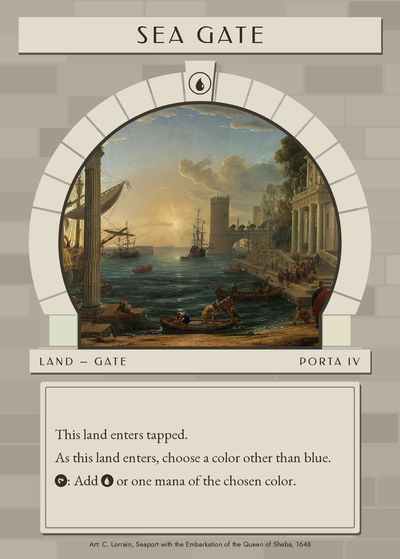 SEA GATE
LAND – GATE
PORTA IV
This land enters tapped.
As this land enters, choose a color other than blue.
: Add or one mana of the chosen color.
Art: C. Lorrain, Seaport with the Embarkation of the Queen of Sheba, 1648